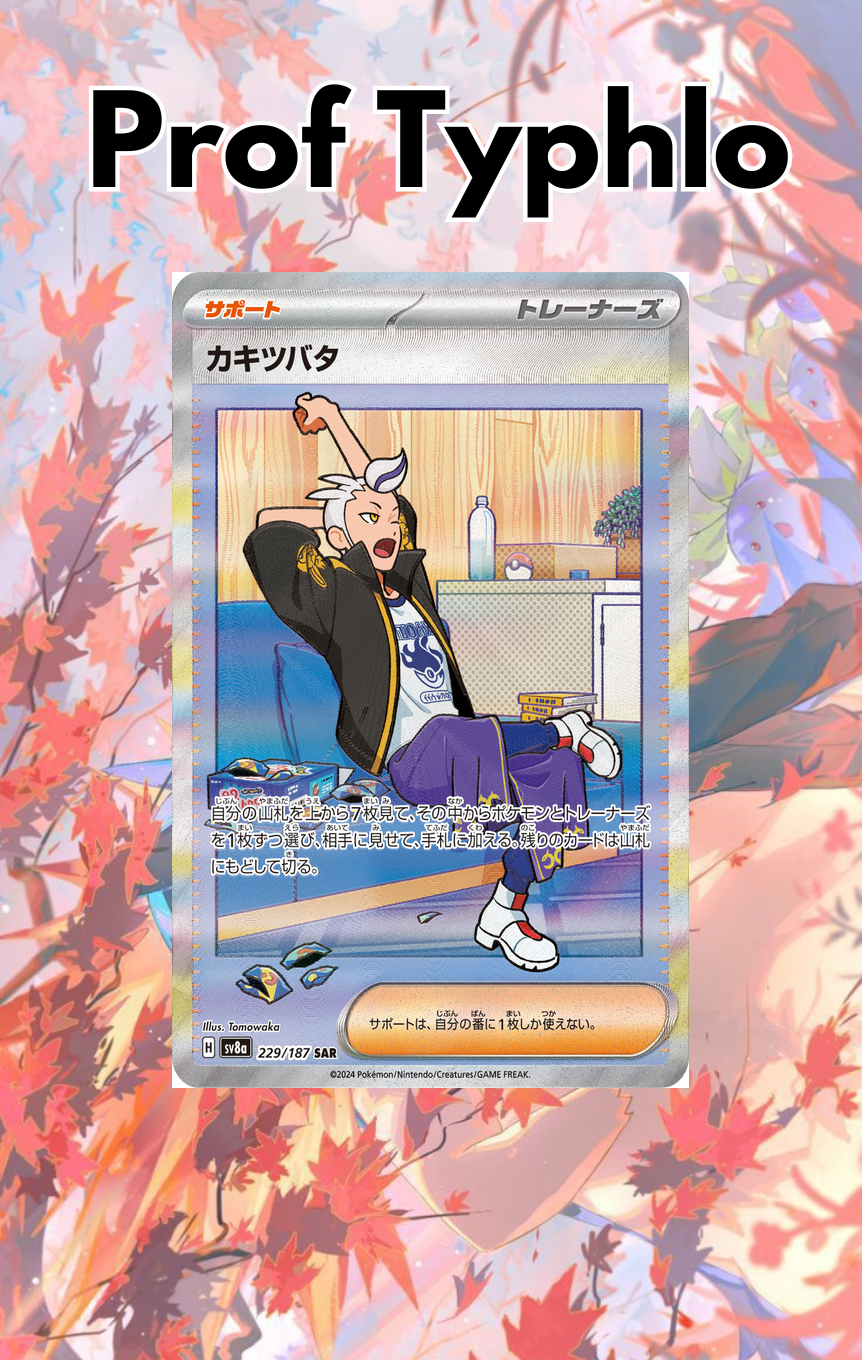 Prof Typhlo
サポート トレーナーズ
カキツバタ
自分の山札を上から7枚見て、その中からポケモンとトレーナーズ
を1枚ずつ選び、相手に見せて、手札に加える。残りのカードは山札
にもどして切る。
Illus. Tomowaka
サポートは、自分の番に1枚しか使えない。
H sv8a 229/187 SAR
©2024 Pokémon/Nintendo/Creatures/GAME FREAK.